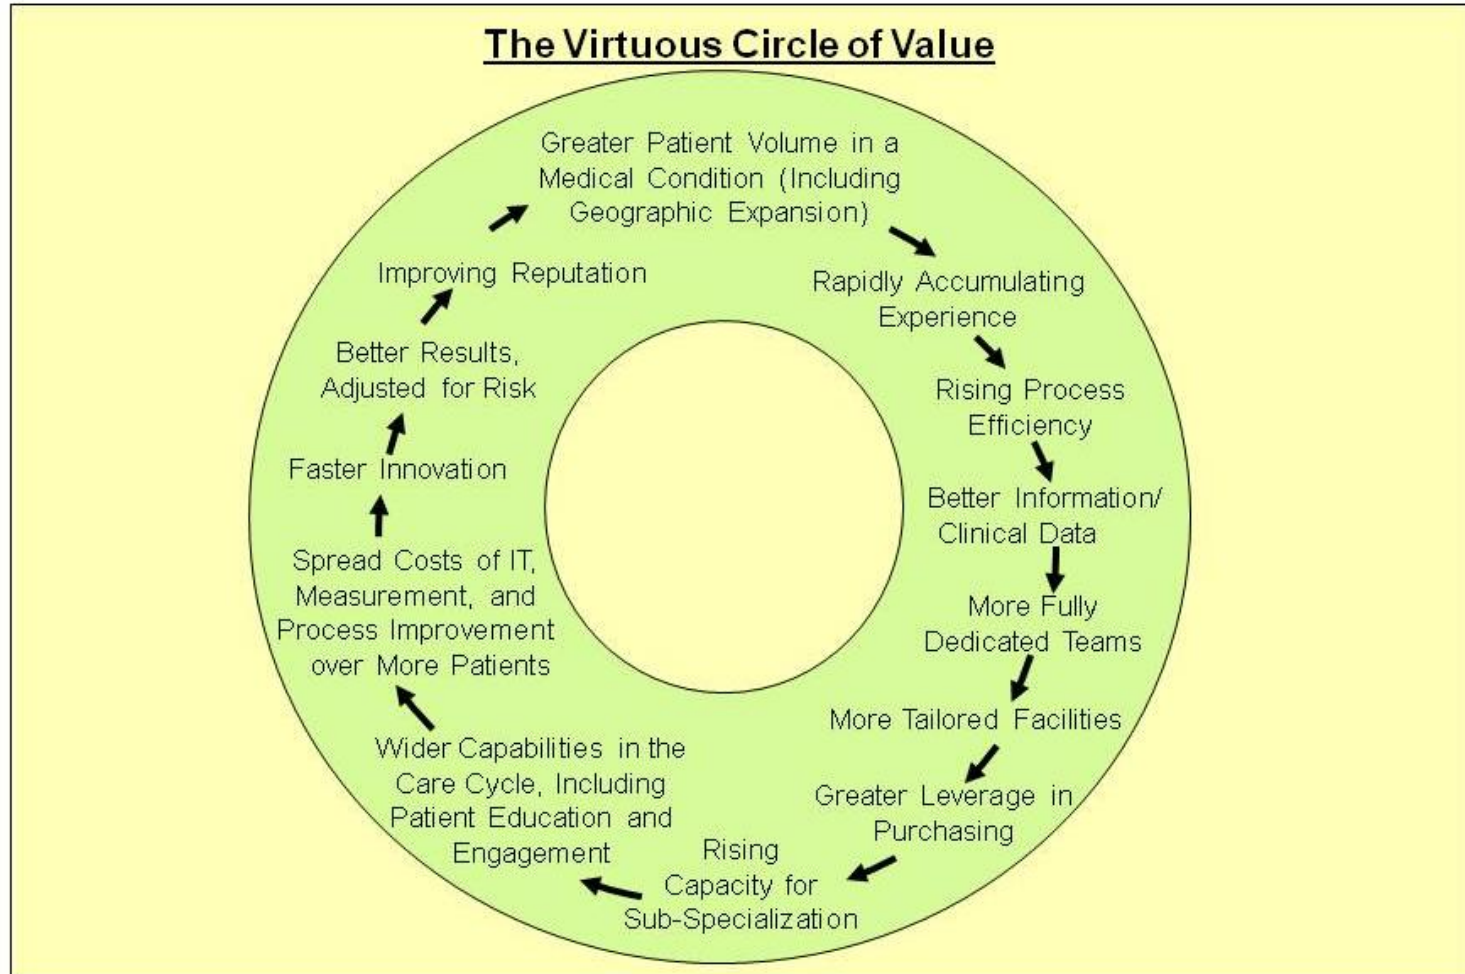 The Virtuous Circle of Value
Greater Patient Volume in a
Medical Condition (Including
Geographic Expansion)
Rapidly Accumulating
Experience
Rising Process
Efficiency
Better Information/
Clinical Data
More Fully
Dedicated Teams
More Tailored Facilities
Greater Leverage in
Purchasing
Rising
Capacity for
Sub-Specialization
Wider Capabilities in the
Care Cycle, Including
Patient Education and
Engagement
Spread Costs of IT,
Measurement, and
Process Improvement
over More Patients
Faster Innovation
Better Results,
Adjusted for Risk
Improving Reputation